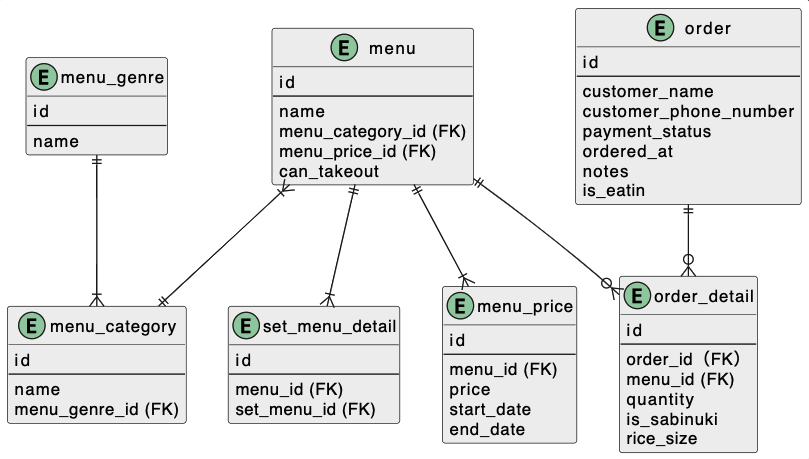 E menu_genre
id
name
E menu
id
name
menu_category_id (FK)
menu_price_id (FK)
can_takeout
E order
id
customer_name
customer_phone_number
payment_status
ordered_at
notes
is_eatin
E menu_category
id
name
menu_genre_id (FK)
E set_menu_detail
id
menu_id (FK)
set_menu_id (FK)
E menu_price
id
menu_id (FK)
price
start_date
end_date
E order_detail
id
order_id（FK）
menu_id (FK)
quantity
is_sabinuki
rice_size